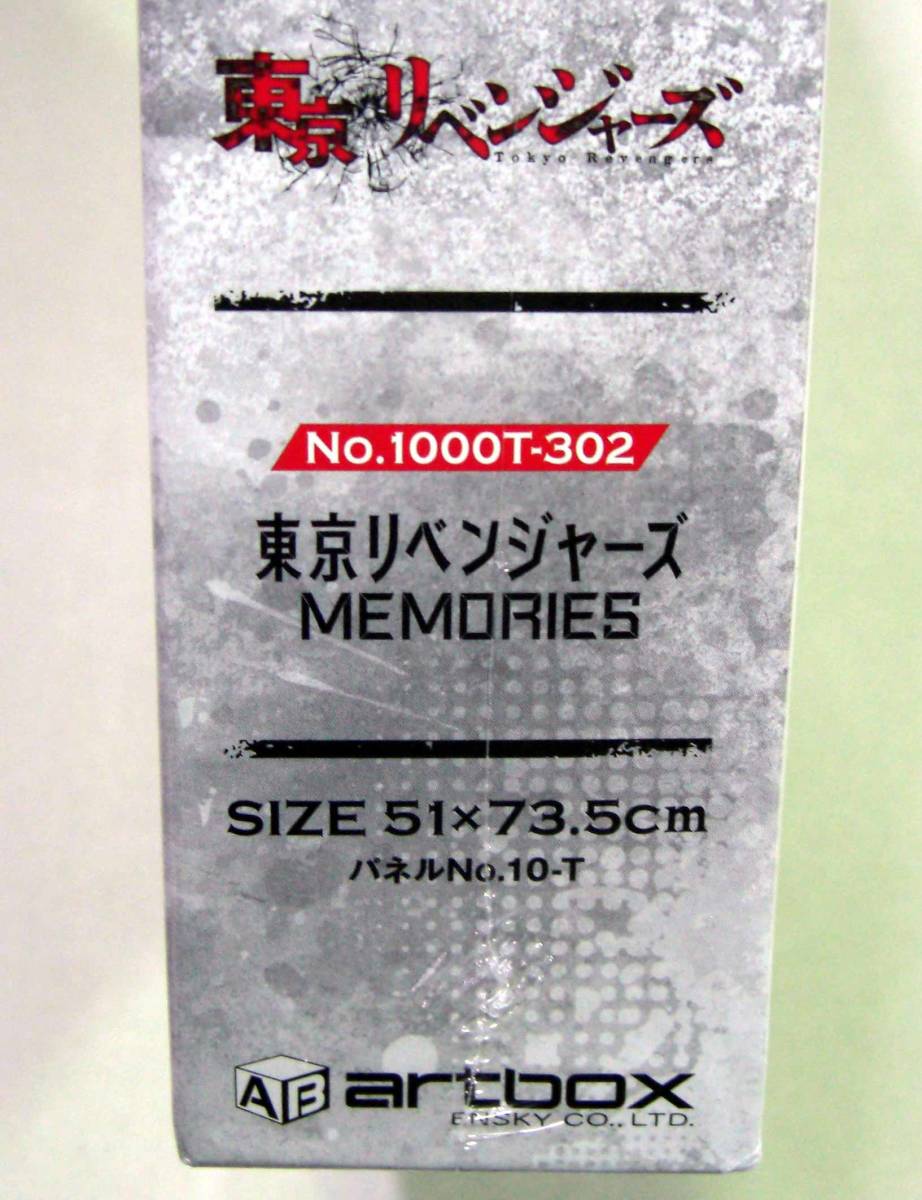 東京リベンジャーズ
Tokyo Revengers
No.1000T-302
東京リベンジャーズ
MEMORIES
SIZE 51×73.5cm
パネルNo.10-T
AB artbox
ENSKY CO., LTD.